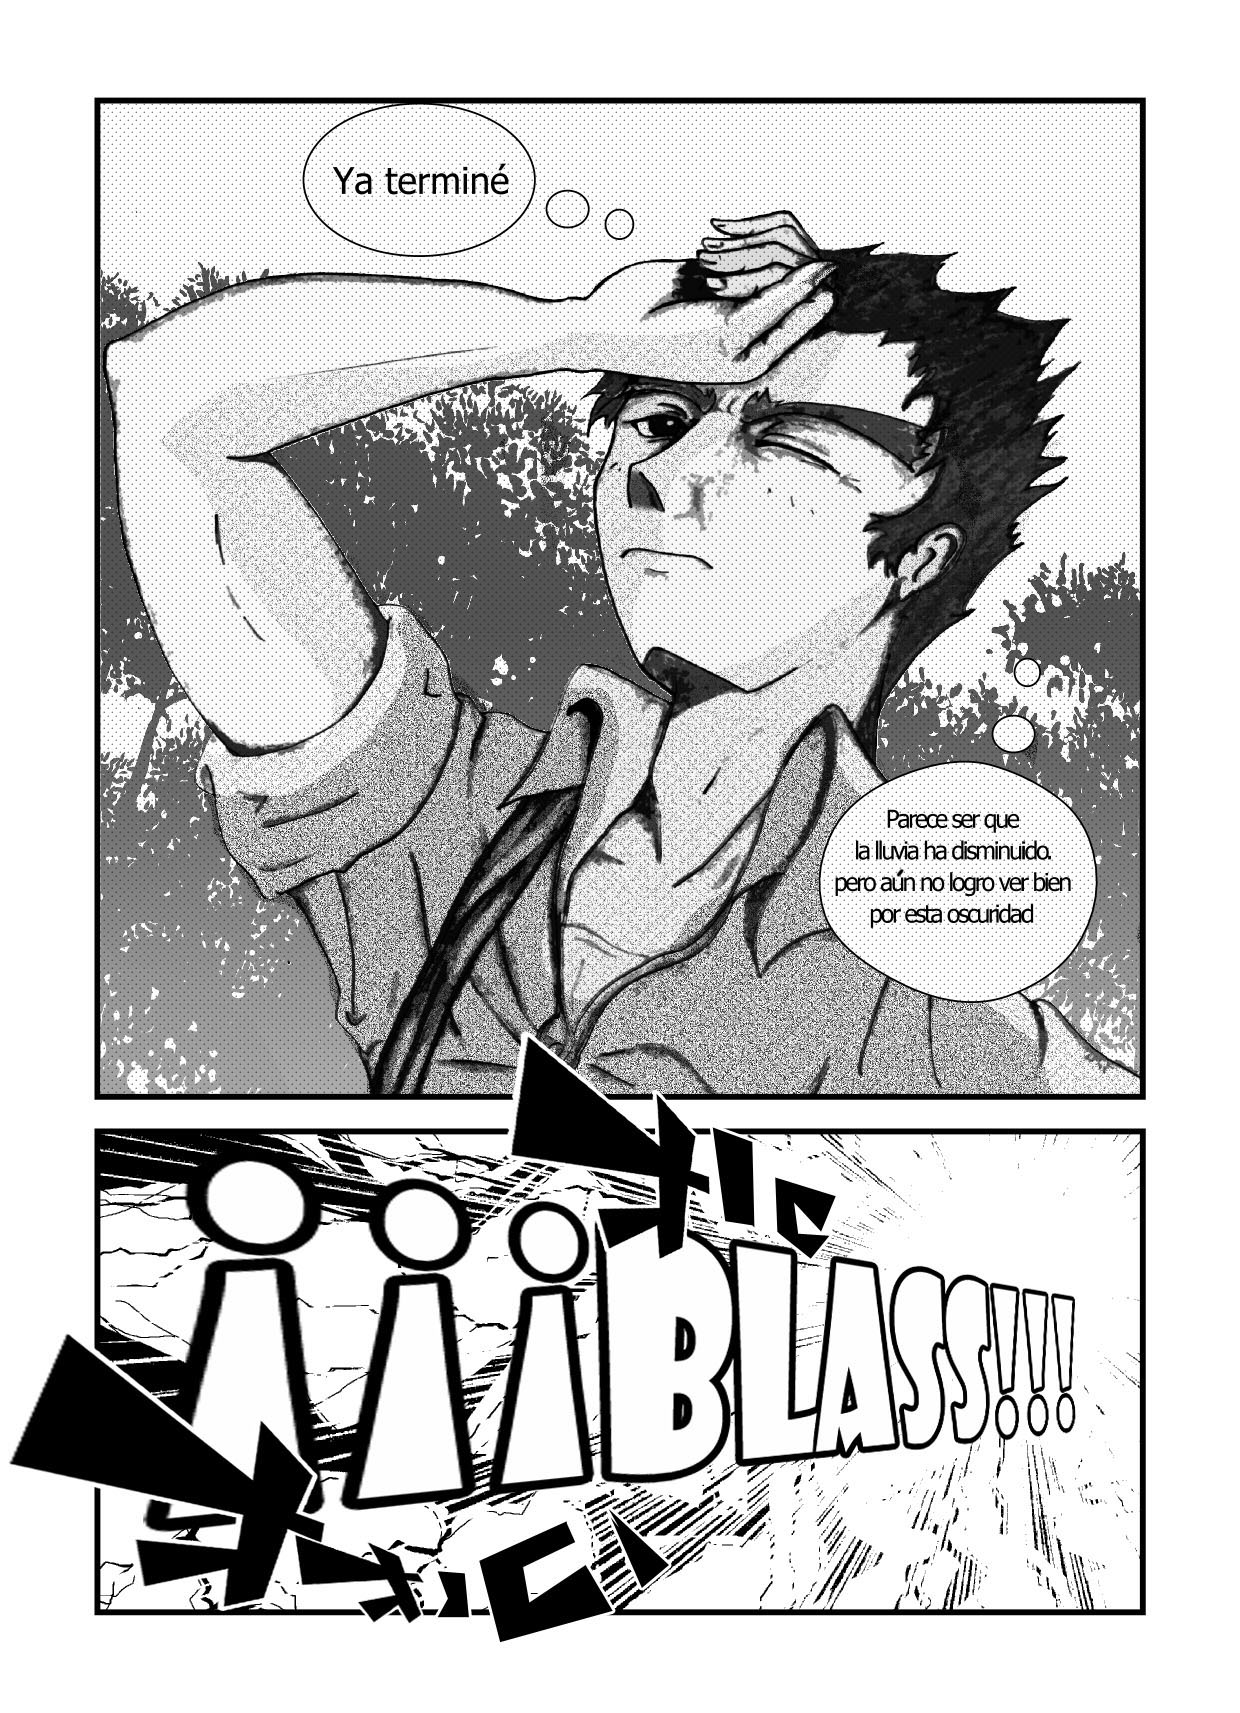 Ya terminé
Parece ser que
la lluvia ha disminuido.
pero aún no logro ver bien
por esta oscuridad
¡¡¡BLASS!!!